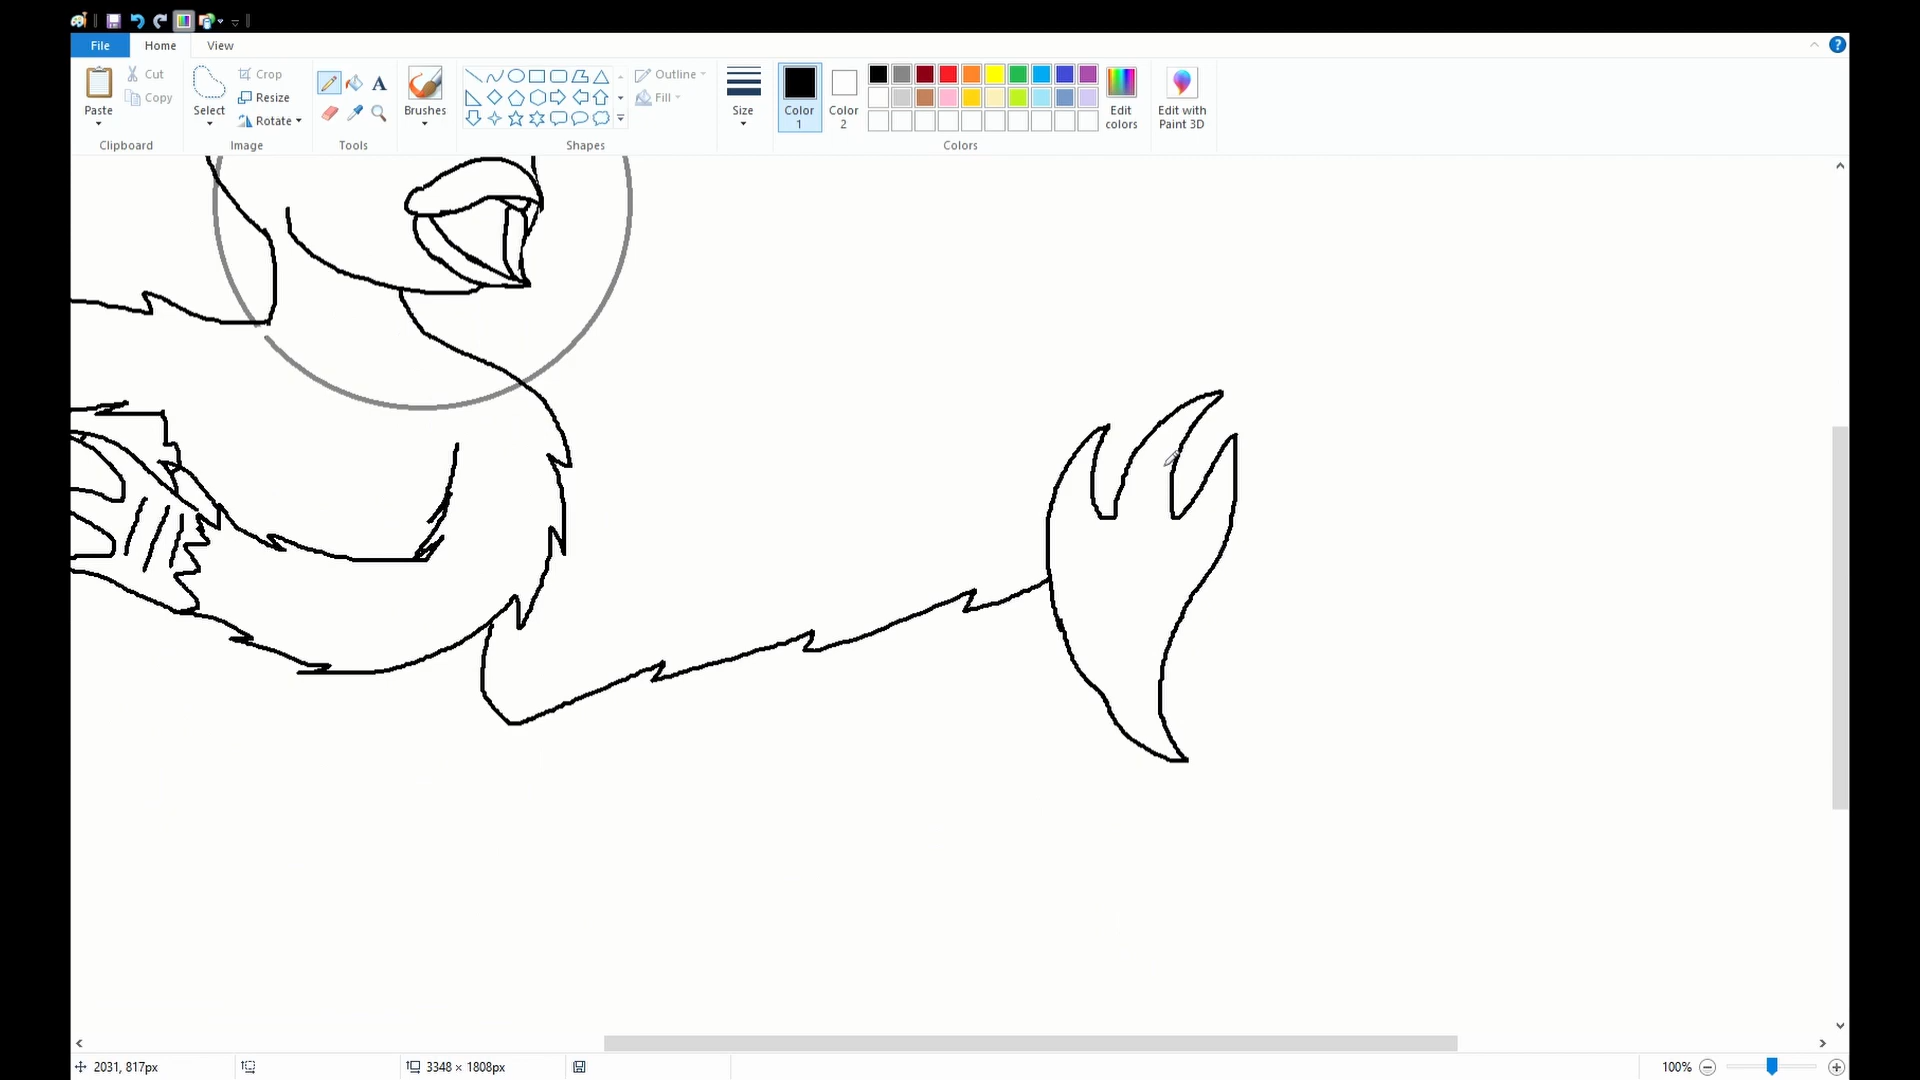 File Home View
Paste Cut Copy
Clipboard
Select Crop Resize Rotate
Image
A
Tools
Brushes
Outline Fill
Shapes
Size
Color 1 Color 2
Edit colors
Colors
Edit with Paint 3D
2031, 817px 3348 × 1808px 100%